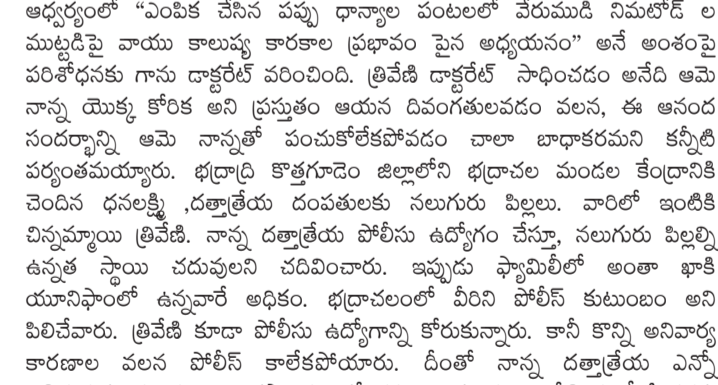 ఆధ్వర్యంలో “ఎంపిక చేసిన పప్పు ధాన్యాల పంటలలో వేరుముడి నిమటోడ్ ల
ముట్టడిపై వాయు కాలుష్య కారకాల ప్రభావం పైన అధ్యయనం” అనే అంశంపై
పరిశోధనకు గాను డాక్టరేట్ వరించింది. త్రివేణి డాక్టరేట్ సాధించడం అనేది ఆమె
నాన్న యొక్క కోరిక అని ప్రస్తుతం ఆయన దివంగతులవడం వలన, ఈ ఆనంద
సందర్భాన్ని ఆమె నాన్నతో పంచుకోలేకపోవడం చాలా బాధాకరమని కన్నీటి
పర్యంతమయ్యారు. భద్రాద్రి కొత్తగూడెం జిల్లాలోని భద్రాచల మండల కేంద్రానికి
చెందిన ధనలక్ష్మి ,దత్తాత్రేయ దంపతులకు నలుగురు పిల్లలు. వారిలో ఇంటికి
చిన్నమ్మాయి త్రివేణి. నాన్న దత్తాత్రేయ పోలీసు ఉద్యోగం చేస్తూ, నలుగురు పిల్లల్ని
ఉన్నత స్థాయి చదువులని చదివించారు. ఇప్పుడు ఫ్యామిలీలో అంతా ఖాకి
యూనిఫాంలో ఉన్నవారే అధికం. భద్రాచలంలో వీరిని పోలీస్ కుటుంబం అని
పిలిచేవారు. త్రివేణి కూడా పోలీసు ఉద్యోగాన్ని కోరుకున్నారు. కానీ కొన్ని అనివార్య
కారణాల వలన పోలీస్ కాలేకపోయారు. దీంతో నాన్న దత్తాత్రేయ ఎన్నో